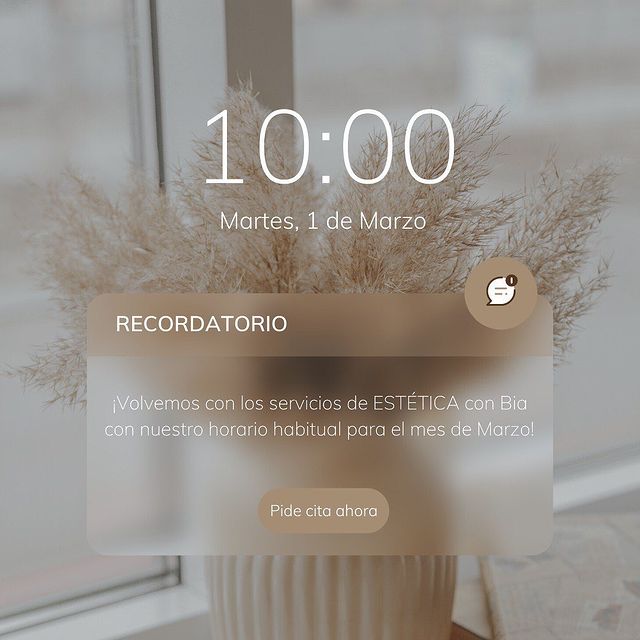 10:00
Martes, 1 de Marzo
RECORDATORIO
¡Volvemos con los servicios de ESTÉTICA con Bia
con nuestro horario habitual para el mes de Marzo!
Pide cita ahora